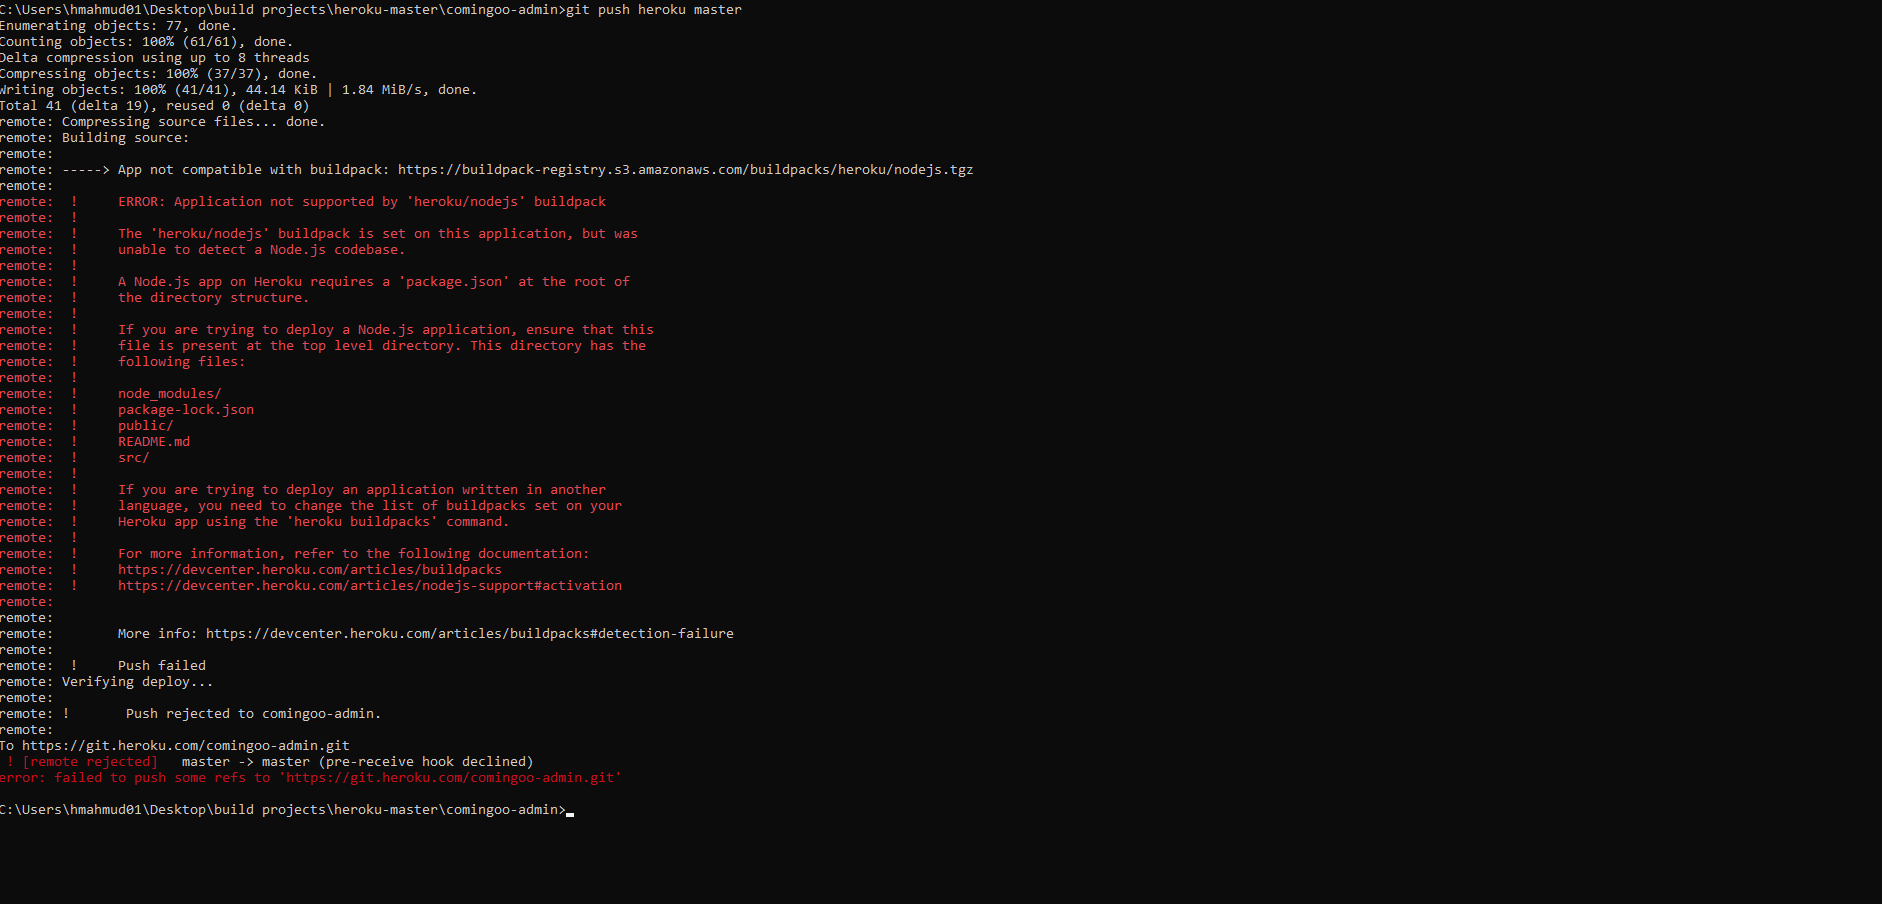 C:\Users\hmahmud01\Desktop\build projects\heroku-master\comingoo-admin>git push heroku master
Enumerating objects: 77, done.
Counting objects: 100% (61/61), done.
Delta compression using up to 8 threads
Compressing objects: 100% (37/37), done.
Writing objects: 100% (41/41), 44.14 KiB | 1.84 MiB/s, done.
Total 41 (delta 19), reused 0 (delta 0)
remote: Compressing source files... done.
remote: Building source:
remote:
remote: -----> App not compatible with buildpack: https://buildpack-registry.s3.amazonaws.com/buildpacks/heroku/nodejs.tgz
remote:
remote:  !     ERROR: Application not supported by 'heroku/nodejs' buildpack
remote:  !
remote:  !     The 'heroku/nodejs' buildpack is set on this application, but was
remote:  !     unable to detect a Node.js codebase.
remote:  !
remote:  !     A Node.js app on Heroku requires a 'package.json' at the root of
remote:  !     the directory structure.
remote:  !
remote:  !     If you are trying to deploy a Node.js application, ensure that this
remote:  !     file is present at the top level directory. This directory has the
remote:  !     following files:
remote:  !
remote:  !     node_modules/
remote:  !     package-lock.json
remote:  !     public/
remote:  !     README.md
remote:  !     src/
remote:  !
remote:  !     If you are trying to deploy an application written in another
remote:  !     language, you need to change the list of buildpacks set on your
remote:  !     Heroku app using the 'heroku buildpacks' command.
remote:  !
remote:  !     For more information, refer to the following documentation:
remote:  !     https://devcenter.heroku.com/articles/buildpacks
remote:  !     https://devcenter.heroku.com/articles/nodejs-support#activation
remote:
remote:
remote:        More info: https://devcenter.heroku.com/articles/buildpacks#detection-failure
remote:
remote:  !     Push failed
remote: Verifying deploy...
remote:
remote: !       Push rejected to comingoo-admin.
remote:
To https://git.heroku.com/comingoo-admin.git
 ! [remote rejected]   master -> master (pre-receive hook declined)
error: failed to push some refs to 'https://git.heroku.com/comingoo-admin.git'
C:\Users\hmahmud01\Desktop\build projects\heroku-master\comingoo-admin>